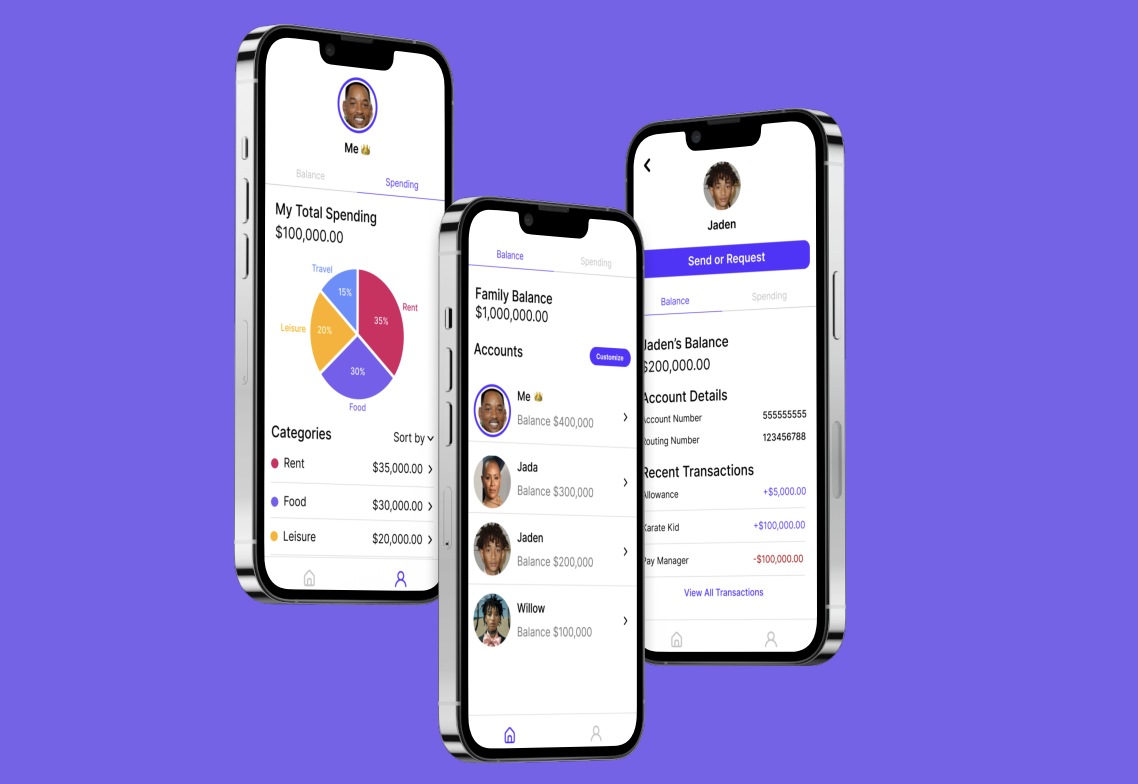 Me
Balance
Spending
My Total Spending
$100,000.00
Travel
15%
Rent
35%
Leisure
20%
30%
Food
Categories
Sort by
Rent
$35,000.00
Food
$30,000.00
Leisure
$20,000.00
Balance
Spending
Family Balance
$1,000,000.00
Accounts
Customize
Me
Balance $400,000
Jada
Balance $300,000
Jaden
Balance $200,000
Willow
Balance $100,000
Jaden
Send or Request
Balance
Spending
Jaden's Balance
$200,000.00
Account Details
Account Number
555555555
Routing Number
123456788
Recent Transactions
Allowance
+$5,000.00
Karate Kid
+$100,000.00
Pay Manager
-$100,000.00
View All Transactions